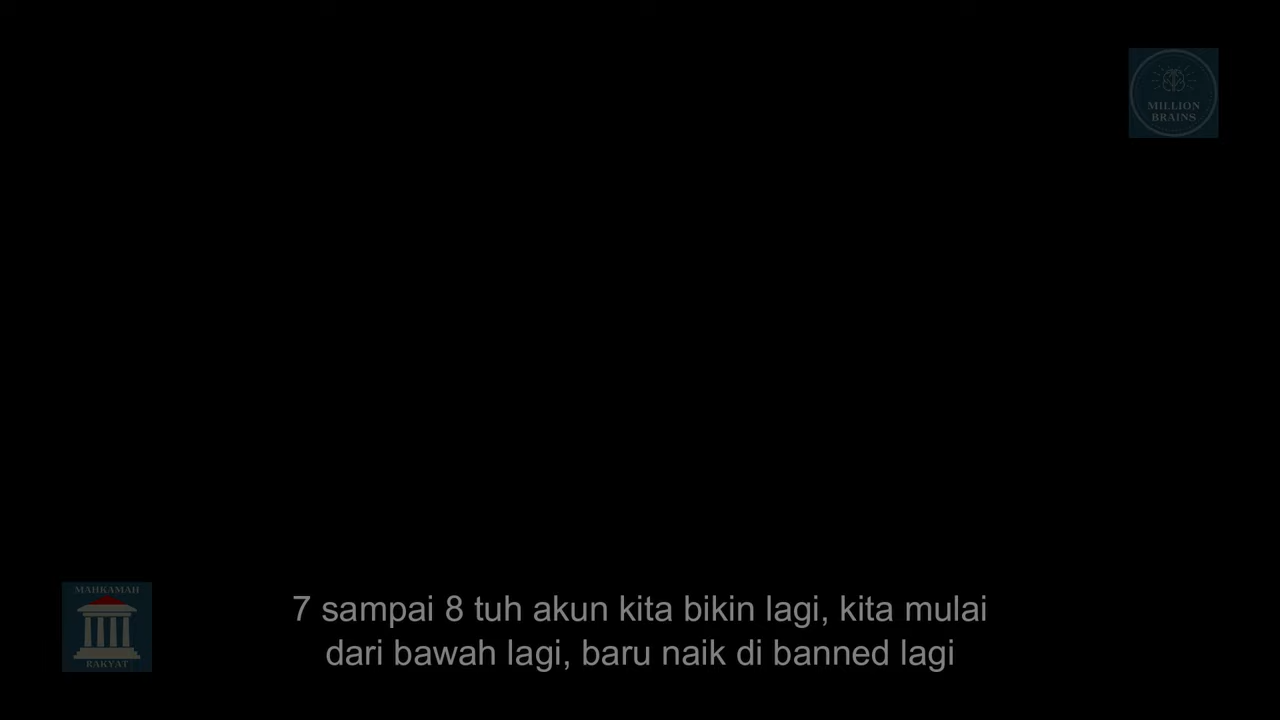 MILLION
BRAINS
MAHKAMAH
RAKYAT
7 sampai 8 tuh akun kita bikin lagi, kita mulai
dari bawah lagi, baru naik di banned lagi